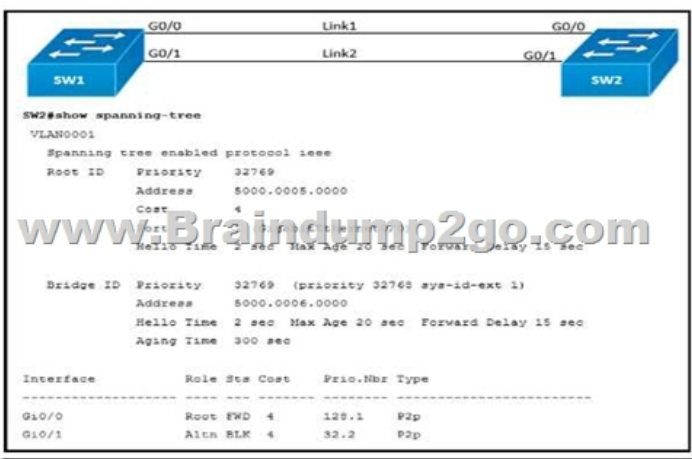 G0/0 Link1 G0/0
G0/1 Link2 G0/1
SW1 SW2
SW2#show spanning-tree
VLAN0001
Spanning tree enabled protocol ieee
Root ID Priority 32769
Address 5000.0005.0000
Cost 4
Port
Hello Time 2 sec Max Age 20 sec Forward Delay 15 sec
www.Braindump2go.com
Bridge ID Priority 32769 (priority 32768 sys-id-ext 1)
Address 5000.0006.0000
Hello Time 2 sec Max Age 20 sec Forward Delay 15 sec
Aging Time 300 sec
Interface Role Sts Cost Prio.Nbr Type
------------------- ---- --- --------- -------- --------------------------------
Gi0/0 Root FWD 4 128.1 P2p
Gi0/1 Altn BLK 4 32.2 P2p